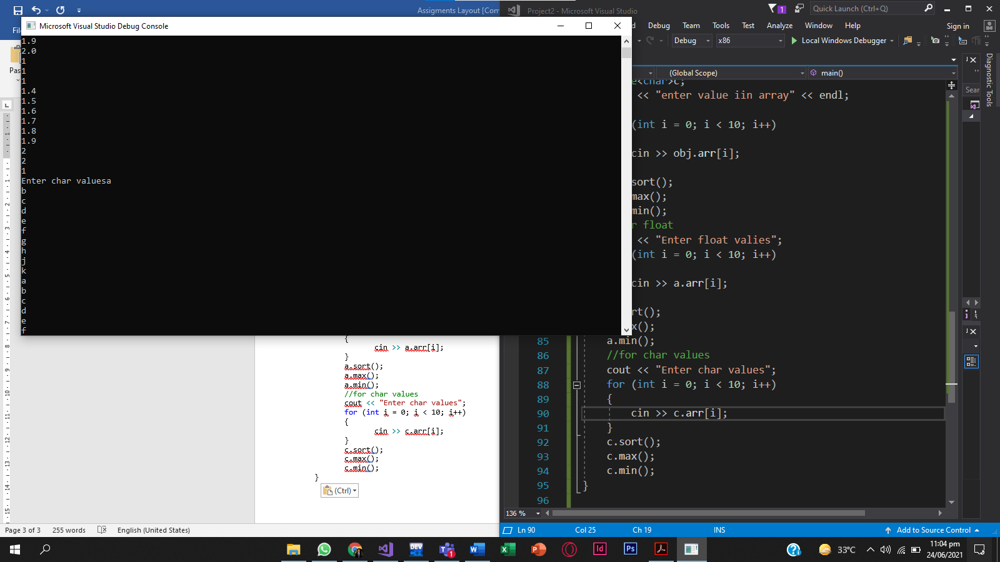 Assigments Layout [Com
Project2 - Microsoft Visual Studio
1
Quick Launch (Ctrl+Q)
Microsoft Visual Studio Debug Console
Debug Team Tools Test Analyze Window Help
Sign in
Debug
x86
Local Windows Debugger
1.9
2.0
1
1
1
1.4
1.5
1.6
1.7
1.8
1.9
2
2
1
Enter char valuesa
b
c
d
e
f
g
h
j
k
a
b
c
d
e
f
(Global Scope)
main()
e<char>c;
<< "enter value iin array" << endl;
(int i = 0; i < 10; i++)
cin >> obj.arr[i];
sort();
max();
min();
r float
<< "Enter float valies";
(int i = 0; i < 10; i++)
cin >> a.arr[i];
rt();
x();
85 a.min();
86 //for char values
87 cout << "Enter char values";
88 for (int i = 0; i < 10; i++)
89 {
90 cin >> c.arr[i];
91 }
92 c.sort();
93 c.max();
94 c.min();
95 }
96
136 %
Diagnostic Tools
Sear
{
cin >> a.arr[i];
}
a.sort();
a.max();
a.min();
//for char values
cout << "Enter char values";
for (int i = 0; i < 10; i++)
{
cin >> c.arr[i];
}
c.sort();
c.max();
c.min();
}
(Ctrl)
Page 3 of 3 255 words English (United States)
Ln 90 Col 25 Ch 19 INS Add to Source Control
33°C
11:04 pm
24/06/2021